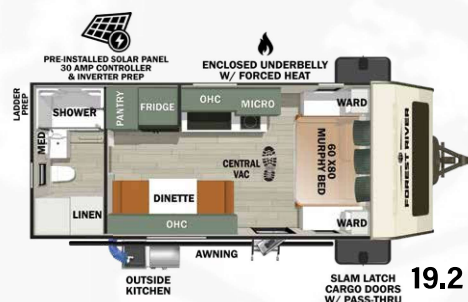 PRE-INSTALLED SOLAR PANEL
30 AMP CONTROLLER
& INVERTER PREP
ENCLOSED UNDERBELLY
W/ FORCED HEAT
LADDER
PREP
SHOWER
PANTRY
FRIDGE
OHC
MICRO
WARD
MED
CENTRAL
VAC
60 X80
MURPHY BED
FOREST RIVER
DINETTE
LINEN
OHC
WARD
AWNING
OUTSIDE
KITCHEN
SLAM LATCH
CARGO DOORS
W/ PASS-THRU
19.2